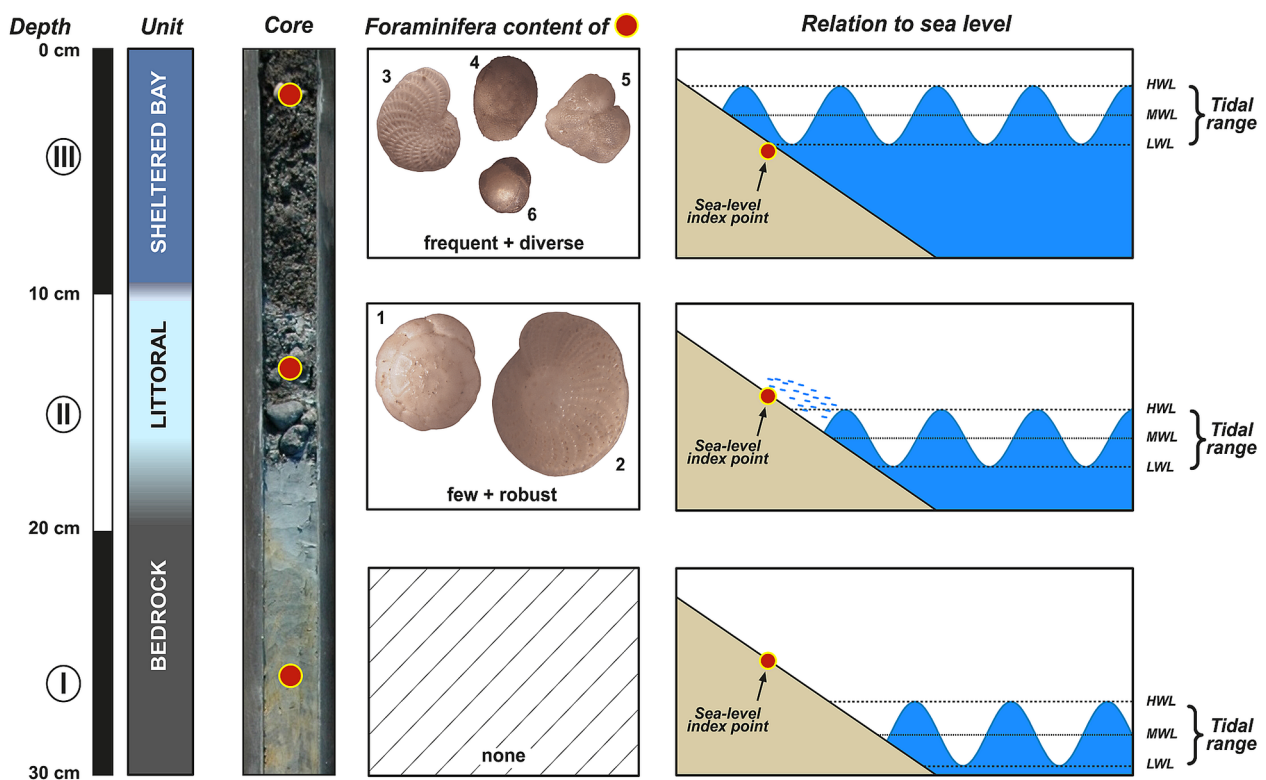 Depth
Unit
Core
Foraminifera content of
Relation to sea level
0 cm
10 cm
20 cm
30 cm
III
II
I
SHELTERED BAY
LITTORAL
BEDROCK
3
4
5
6
frequent + diverse
HWL
MWL
LWL
Tidal
range
Sea-level
index point
1
2
few + robust
HWL
MWL
LWL
Tidal
range
Sea-level
index point
none
HWL
MWL
LWL
Tidal
range
Sea-level
index point